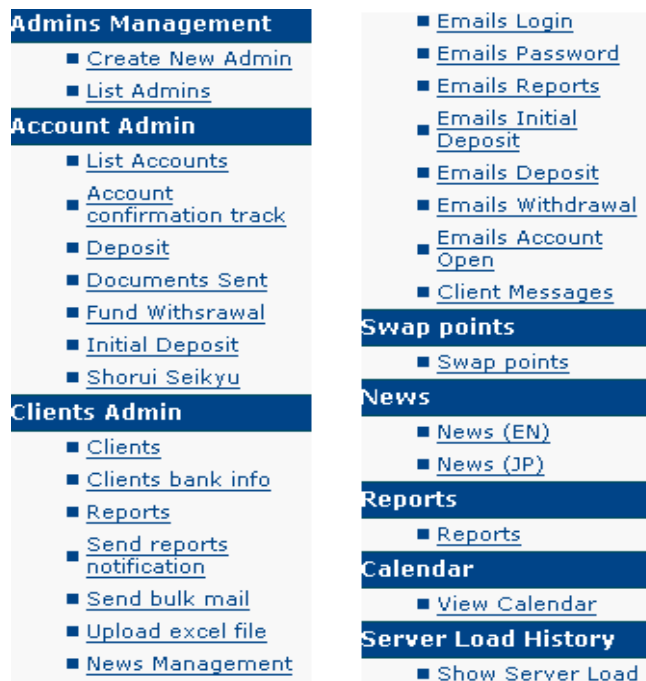 Admins Management
Create New Admin
List Admins
Account Admin
List Accounts
Account
confirmation track
Deposit
Documents Sent
Fund Withsrawal
Initial Deposit
Shorui Seikyu
Clients Admin
Clients
Clients bank info
Reports
Send reports
notification
Send bulk mail
Upload excel file
News Management
Emails Login
Emails Password
Emails Reports
Emails Initial
Deposit
Emails Deposit
Emails Withdrawal
Emails Account
Open
Client Messages
Swap points
Swap points
News
News (EN)
News (JP)
Reports
Reports
Calendar
View Calendar
Server Load History
Show Server Load